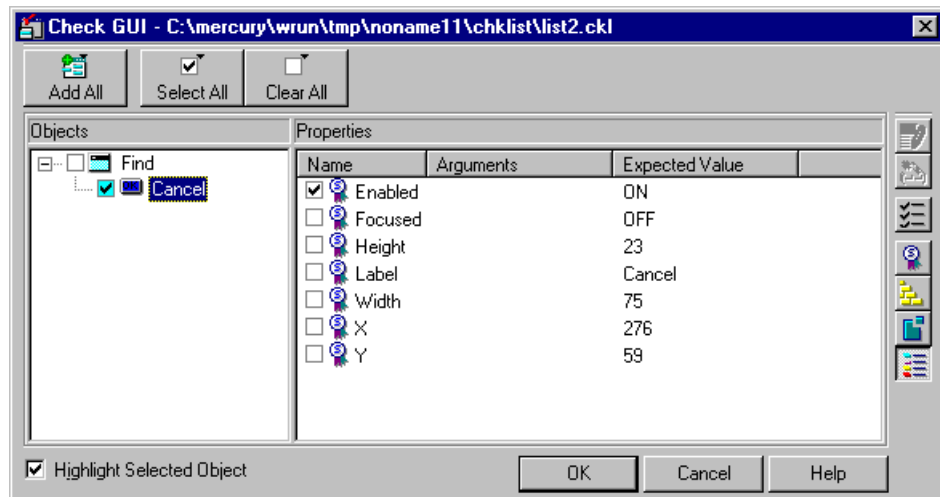 Check GUI - C:\mercury\wrun\tmp\noname11\chklist\list2.ckl
Add All Select All Clear All
Objects Properties
Find
Cancel
Name Arguments Expected Value
Enabled ON
Focused OFF
Height 23
Label Cancel
Width 75
X 276
Y 59
Highlight Selected Object OK Cancel Help